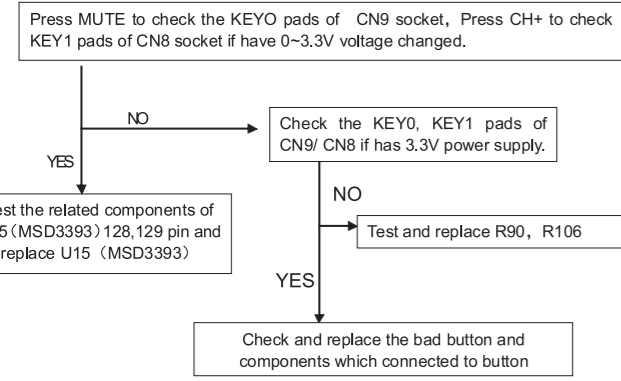 Press MUTE to check the KEYO pads of CN9 socket, Press CH+ to check
KEY1 pads of CN8 socket if have 0~3.3V voltage changed.
NO
Check the KEY0, KEY1 pads of
CN9/ CN8 if has 3.3V power supply.
YES
NO
est the related components of
5（MSD3393）128,129 pin and
replace U15（MSD3393）
Test and replace R90, R106
YES
Check and replace the bad button and
components which connected to button